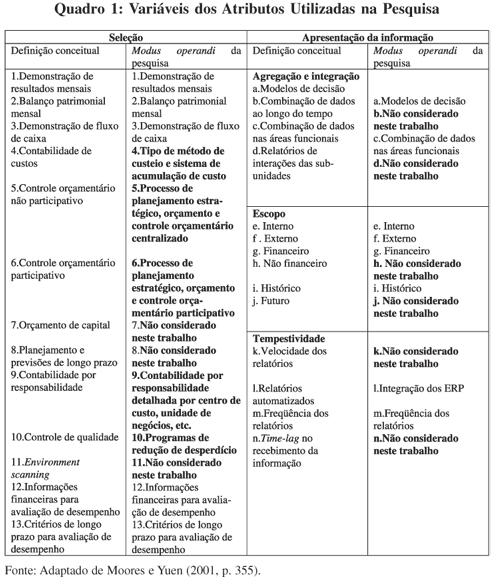 Quadro 1: Variáveis dos Atributos Utilizadas na Pesquisa
Seleção
Apresentação da informação
Definição conceitual
Modus operandi da
pesquisa
Definição conceitual
Modus operandi da
pesquisa
1.Demonstração de
resultados mensais
2.Balanço patrimonial
mensal
3.Demonstração de fluxo
de caixa
4.Contabilidade de
custos
5.Controle orçamentário
não participativo
6.Controle orçamentário
participativo
7.Orçamento de capital
8.Planejamento e
previsões de longo prazo
9.Contabilidade por
responsabilidade
10.Controle de qualidade
11.Environment
scanning
12.Informações
financeiras para
avaliação de desempenho
13.Critérios de longo
prazo para avaliação de
desempenho
1.Demonstração de
resultados mensais
2.Balanço patrimonial
mensal
3.Demonstração de fluxo
de caixa
4.Tipo de método de
custeio e sistema de
acumulação de custo
5.Processo de
planejamento estra-
tégico, orçamento e
controle orçamentário
centralizado
6.Processo de
planejamento
estratégico, orçamento
e controle orça-
mentário participativo
7.Não considerado
neste trabalho
8.Não considerado
neste trabalho
9.Contabilidade por
responsabilidade
detalhada por centro de
custo, unidade de
negócios, etc.
10.Programas de
redução de desperdício
11.Não considerado
neste trabalho
12.Informações
financeiras para avalia-
ção de desempenho
13.Critérios de longo
prazo para avaliação de
desempenho
Agregação e integração
a.Modelos de decisão
b.Combinação de dados
ao longo do tempo
c.Combinação de dados
nas áreas funcionais
d.Relatórios de
interações das sub-
unidades
a.Modelos de decisão
b.Não considerado
neste trabalho
c.Combinação de dados
nas áreas funcionais
d.Não considerado
neste trabalho
Escopo
e. Interno
f . Externo
g. Financeiro
h. Não financeiro
i. Histórico
j. Futuro
e. Interno
f. Externo
g. Financeiro
h. Não considerado
neste trabalho
i. Histórico
j. Não considerado
neste trabalho
Tempestividade
k.Velocidade dos
relatórios
l.Relatórios
automatizados
m.Freqüência dos
relatórios
n.Time-lag no
recebimento da
informação
k.Não considerado
neste trabalho
l.Integração dos ERP
m.Freqüência dos
relatórios
n.Não considerado
neste trabalho
Fonte: Adaptado de Moores e Yuen (2001, p. 355).